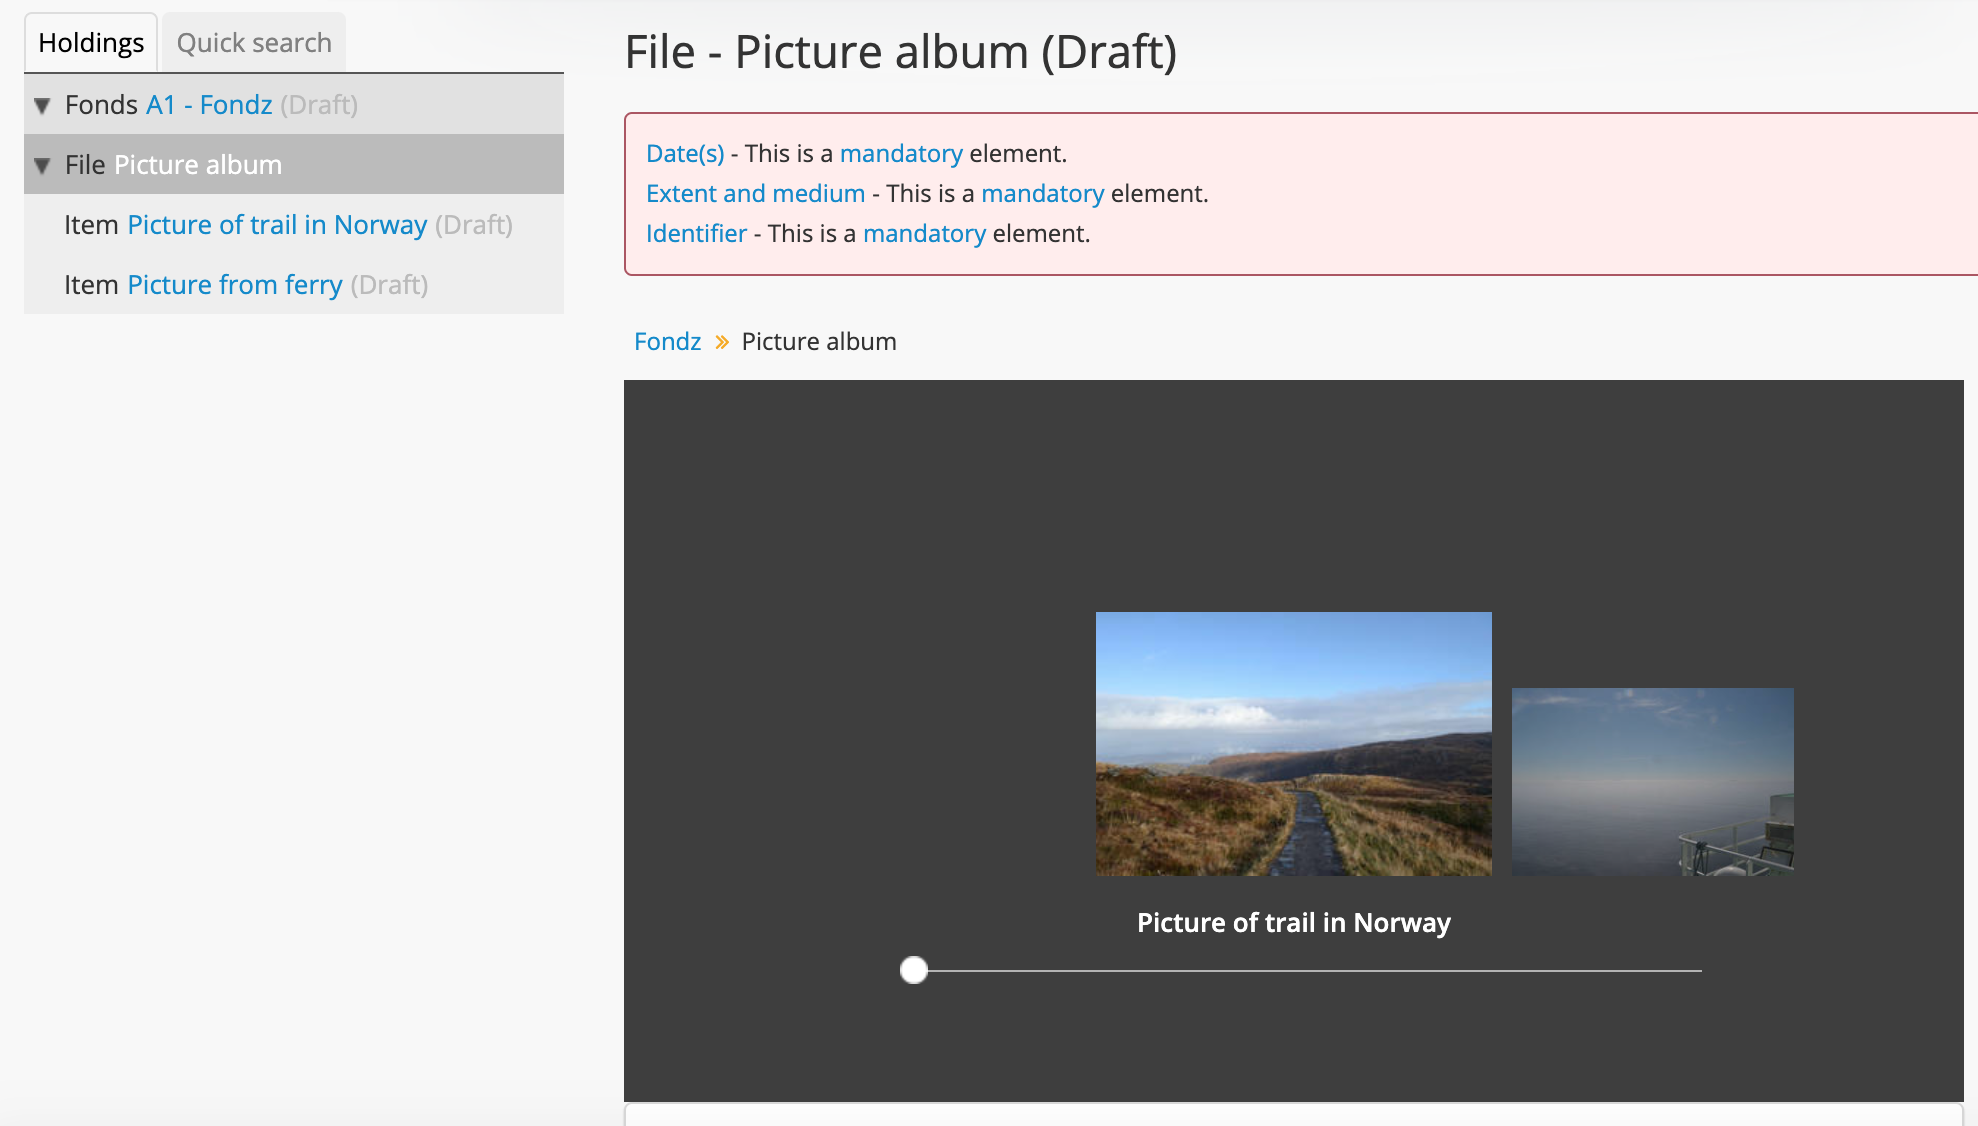 Holdings
Quick search
Fonds A1 - Fondz (Draft)
File Picture album
Item Picture of trail in Norway (Draft)
Item Picture from ferry (Draft)
File - Picture album (Draft)
Date(s) - This is a mandatory element.
Extent and medium - This is a mandatory element.
Identifier - This is a mandatory element.
Fondz » Picture album
Picture of trail in Norway